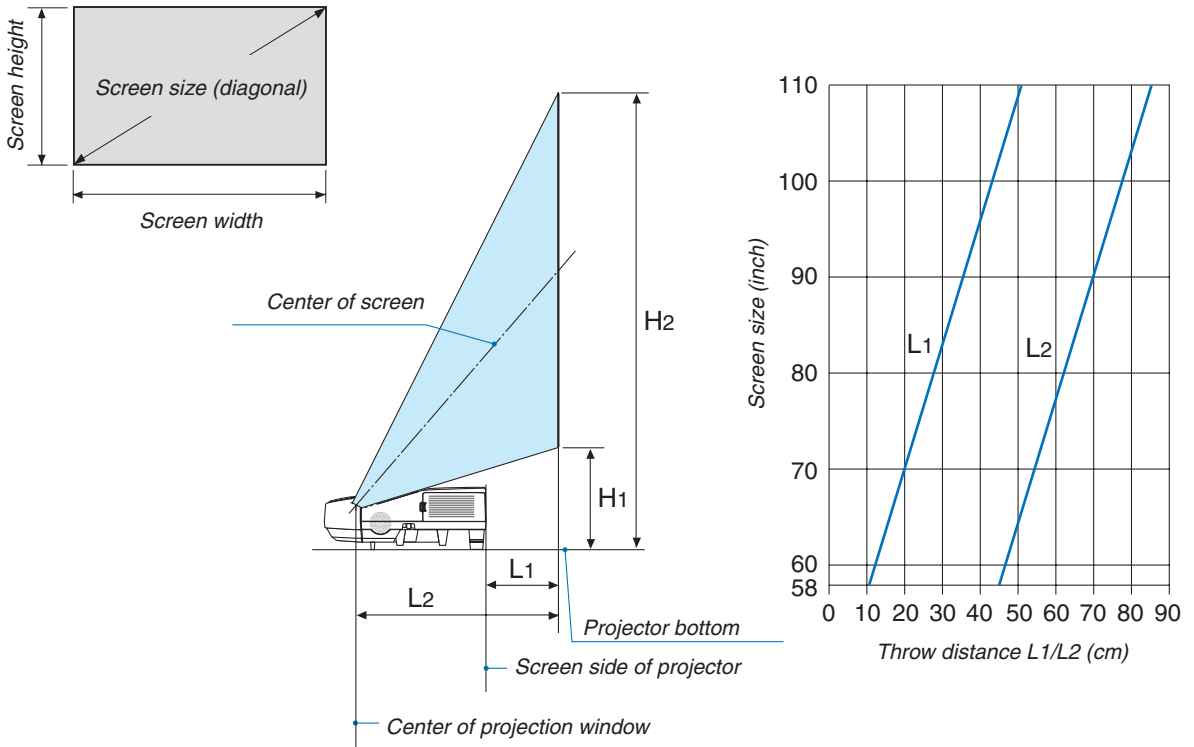 Screen height
Screen size (diagonal)
Screen width
Center of screen
H2
H1
L1
L2
Projector bottom
Screen side of projector
Center of projection window
Screen size (inch)
110
100
90
80
70
60
58
L1
L2
0 10 20 30 40 50 60 70 80 90
Throw distance L1/L2 (cm)